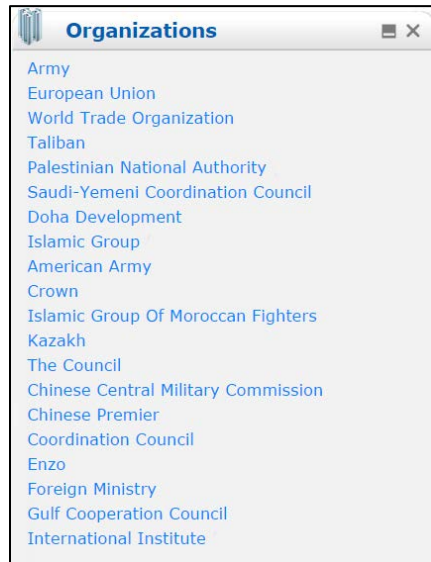 Organizations
Army
European Union
World Trade Organization
Taliban
Palestinian National Authority
Saudi-Yemeni Coordination Council
Doha Development
Islamic Group
American Army
Crown
Islamic Group Of Moroccan Fighters
Kazakh
The Council
Chinese Central Military Commission
Chinese Premier
Coordination Council
Enzo
Foreign Ministry
Gulf Cooperation Council
International Institute